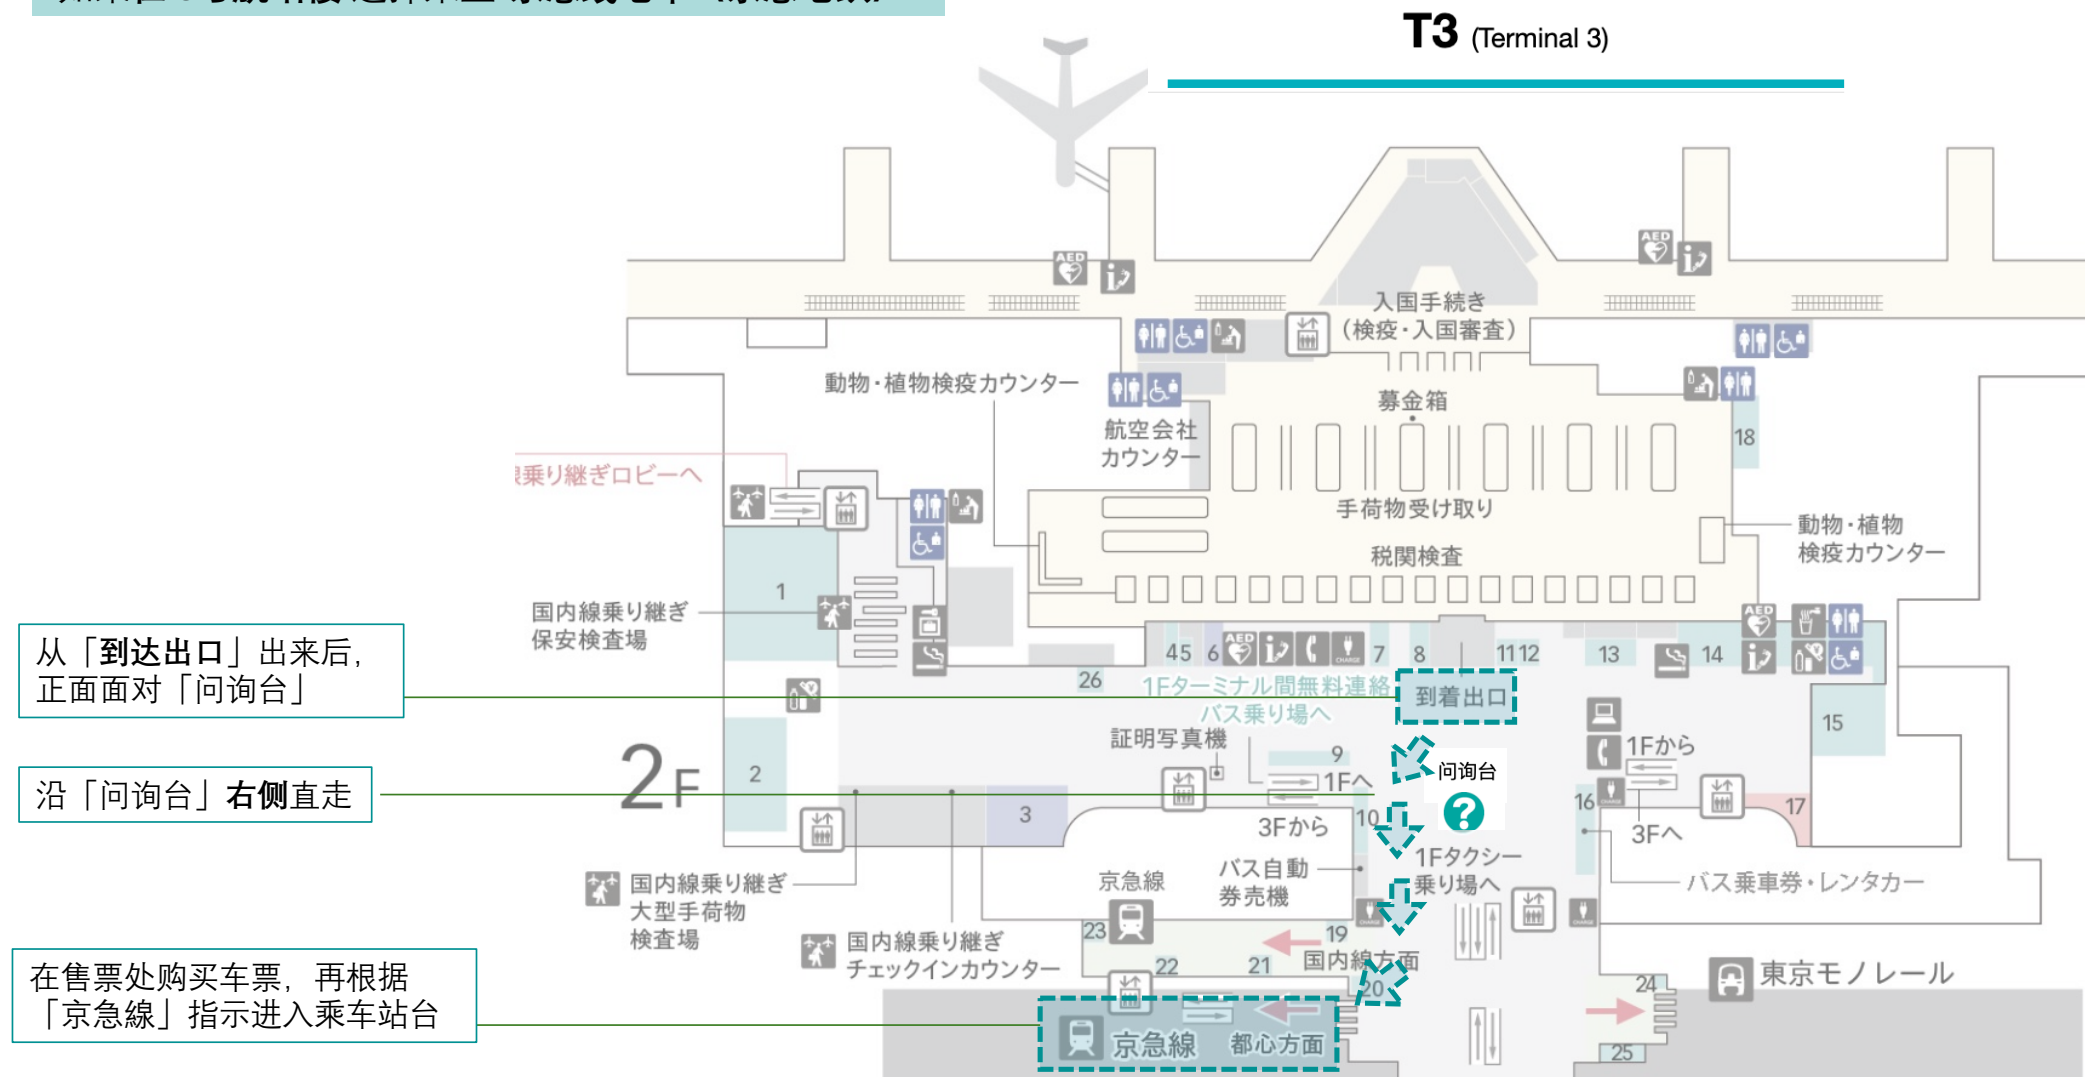 T3 (Terminal 3)
AED
AED
入国手続き
（検疫・入国審査）
動物・植物検疫カウンター
募金箱
航空会社
カウンター
18
乗り継ぎロビーへ
手荷物受け取り
動物・植物
検疫カウンター
税関検査
1
国内線乗り継ぎ
保安検査場
AED
从「到达出口」出来后，
正面面对「问询台」
4
5
6
AED
CHARGE
7
8
11
12
13
14
26
1Fターミナル間無料連絡
バス乗り場へ
到着出口
15
証明写真機
9
1Fから
2F
2
问询台
沿「问询台」右侧直走
1Fへ
3
3Fから
10
16
CHARGE
17
3Fへ
1Fタクシー
乗り場へ
バス自動
券売機
国内線乗り継ぎ
大型手荷物
検査場
京急線
バス乗車券・レンタカー
CHARGE
CHARGE
23
19
国内線乗り継ぎ
チェックインカウンター
22
21
国内線方面
東京モノレール
在售票处购买车票，再根据
「京急線」指示进入乘车站台
20
24
京急線 都心方面
25